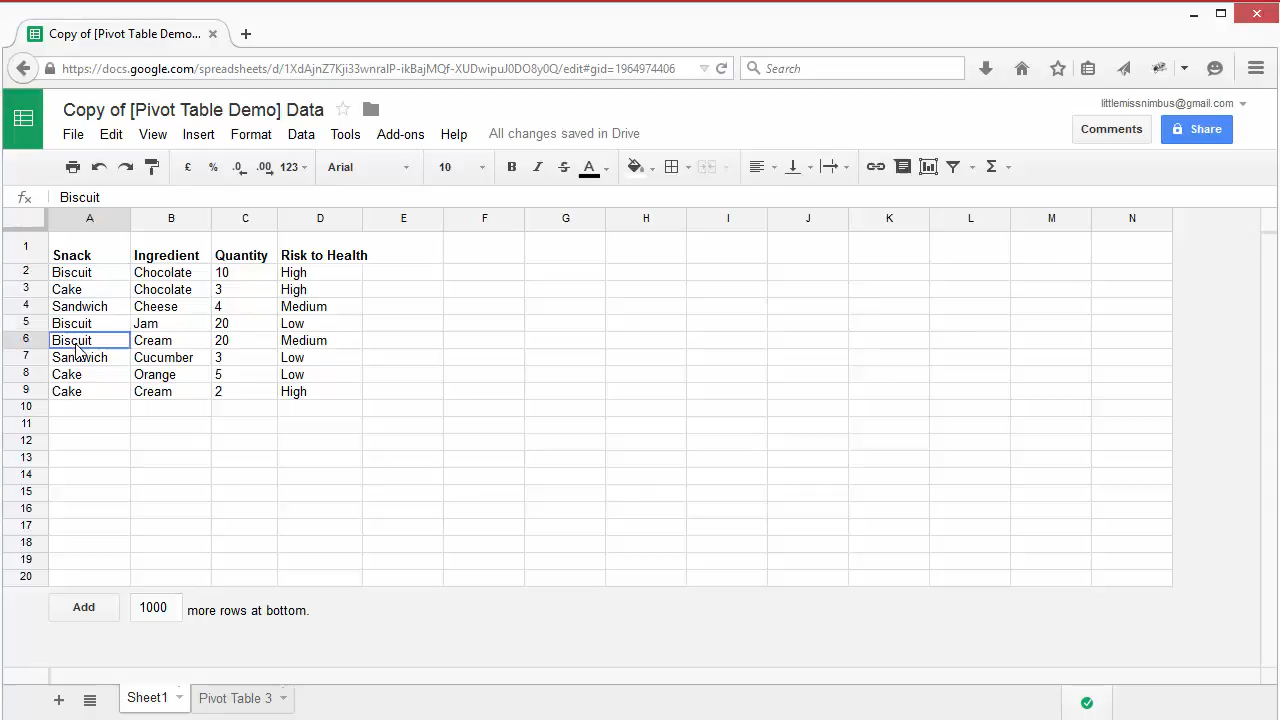 Copy of [Pivot Table Demo...
https://docs.google.com/spreadsheets/d/1XdAjnZ7Kji33wnraIP-ikBajMOf-XUDwipuJ0DO8y0Q/edit#gid=1964974406
Search
Copy of [Pivot Table Demo] Data
littlemissnimbus@gmail.com
File Edit View Insert Format Data Tools Add-ons Help All changes saved in Drive
Comments
Share
£ % .0 .00 123 Arial 10 B I S A Σ
fx Biscuit
A B C D E F G H I J K L M N
1 Snack Ingredient Quantity Risk to Health
2 Biscuit Chocolate 10 High
3 Cake Chocolate 3 High
4 Sandwich Cheese 4 Medium
5 Biscuit Jam 20 Low
6 Biscuit Cream 20 Medium
7 Sandwich Cucumber 3 Low
8 Cake Orange 5 Low
9 Cake Cream 2 High
10
11
12
13
14
15
16
17
18
19
20
Add 1000 more rows at bottom.
Sheet1 Pivot Table 3